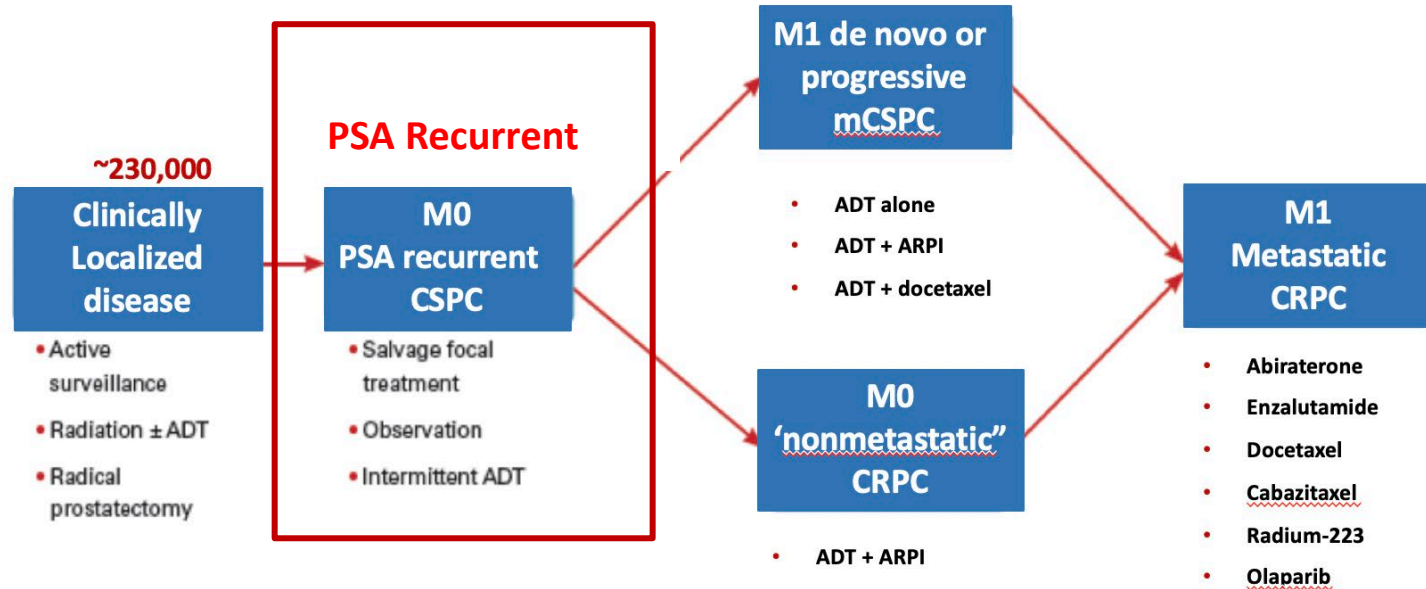 ~230,000
Clinically
Localized
disease
• Active
surveillance
• Radiation ± ADT
• Radical
prostatectomy
PSA Recurrent
M0
PSA recurrent
CSPC
• Salvage focal
treatment
• Observation
• Intermittent ADT
M1 de novo or
progressive
mCSPC
• ADT alone
• ADT + ARPI
• ADT + docetaxel
M0
‘nonmetastatic”
CRPC
• ADT + ARPI
M1
Metastatic
CRPC
• Abiraterone
• Enzalutamide
• Docetaxel
• Cabazitaxel
• Radium-223
• Olaparib